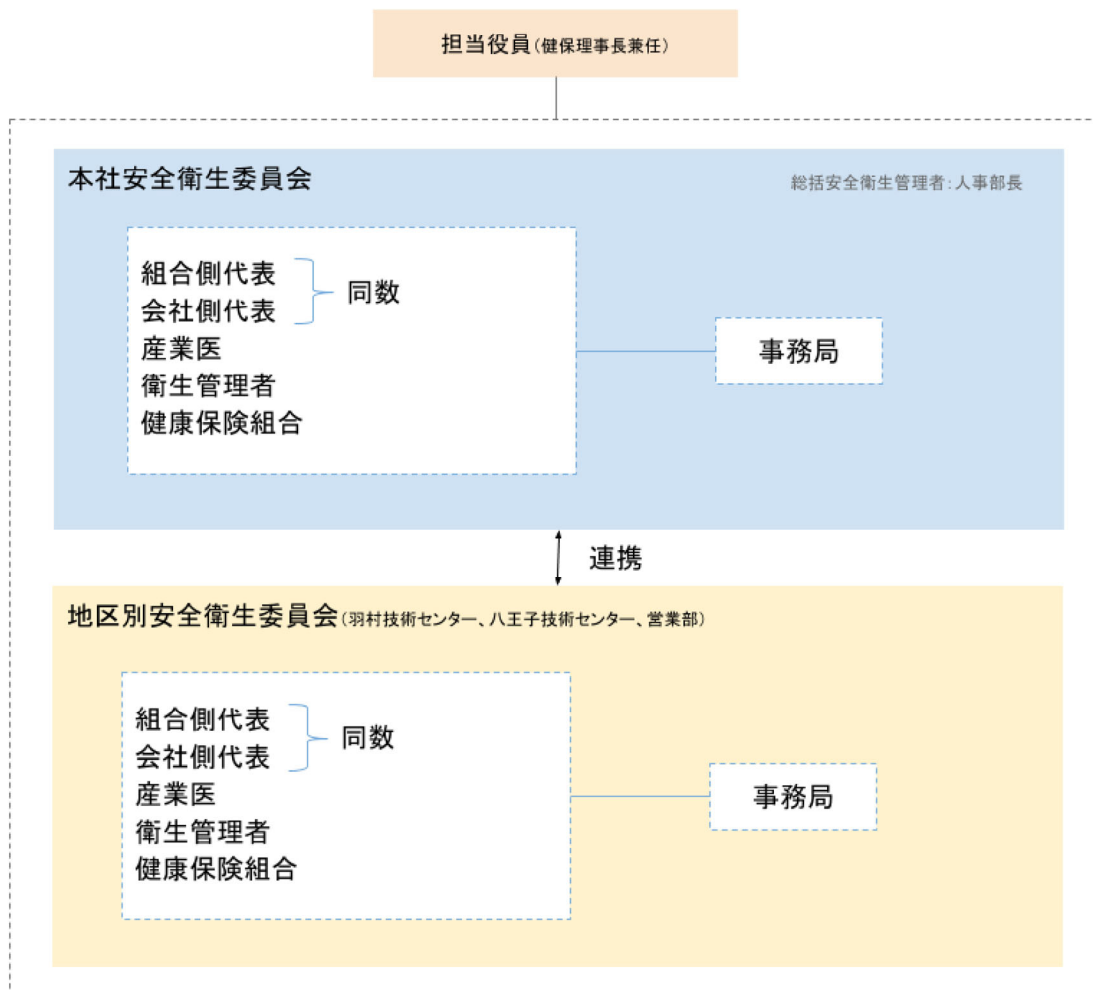 担当役員(健保理事長兼任)
本社安全衛生委員会
総括安全衛生管理者:人事部長
組合側代表
会社側代表
同数
産業医
衛生管理者
健康保険組合
事務局
連携
地区別安全衛生委員会(羽村技術センター、八王子技術センター、営業部)
組合側代表
会社側代表
同数
産業医
衛生管理者
健康保険組合
事務局